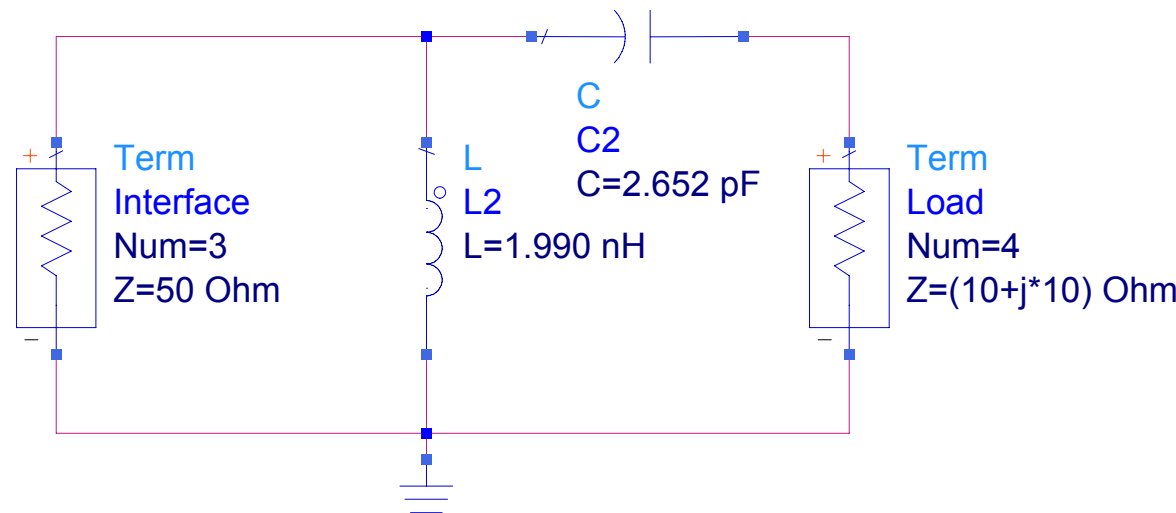 C
C2
C=2.652 pF
+
Term
Interface
Num=3
Z=50 Ohm
−
L
L2
L=1.990 nH
+
Term
Load
Num=4
Z=(10+j*10) Ohm
−